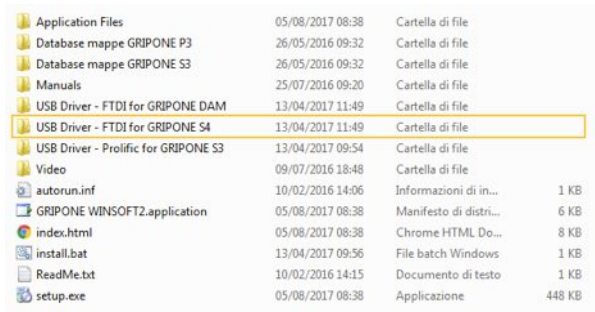 Application Files 05/08/2017 08:38 Cartella di file
Database mappe GRIPONE P3 26/05/2016 09:32 Cartella di file
Database mappe GRIPONE S3 26/05/2016 09:32 Cartella di file
Manuals 25/07/2016 09:20 Cartella di file
USB Driver - FTDI for GRIPONE DAM 13/04/2017 11:49 Cartella di file
USB Driver - FTDI for GRIPONE S4 13/04/2017 11:49 Cartella di file
USB Driver - Prolific for GRIPONE S3 13/04/2017 09:54 Cartella di file
Video 09/07/2016 18:48 Cartella di file
autorun.inf 10/02/2016 14:06 Informazioni di in... 1 KB
GRIPONE WINSOFT2.application 05/08/2017 08:38 Manifesto di distri... 6 KB
index.html 05/08/2017 08:38 Chrome HTML Do... 8 KB
install.bat 13/04/2017 09:56 File batch Windows 1 KB
ReadMe.txt 10/02/2016 14:15 Documento di testo 1 KB
setup.exe 05/08/2017 08:38 Applicazione 448 KB